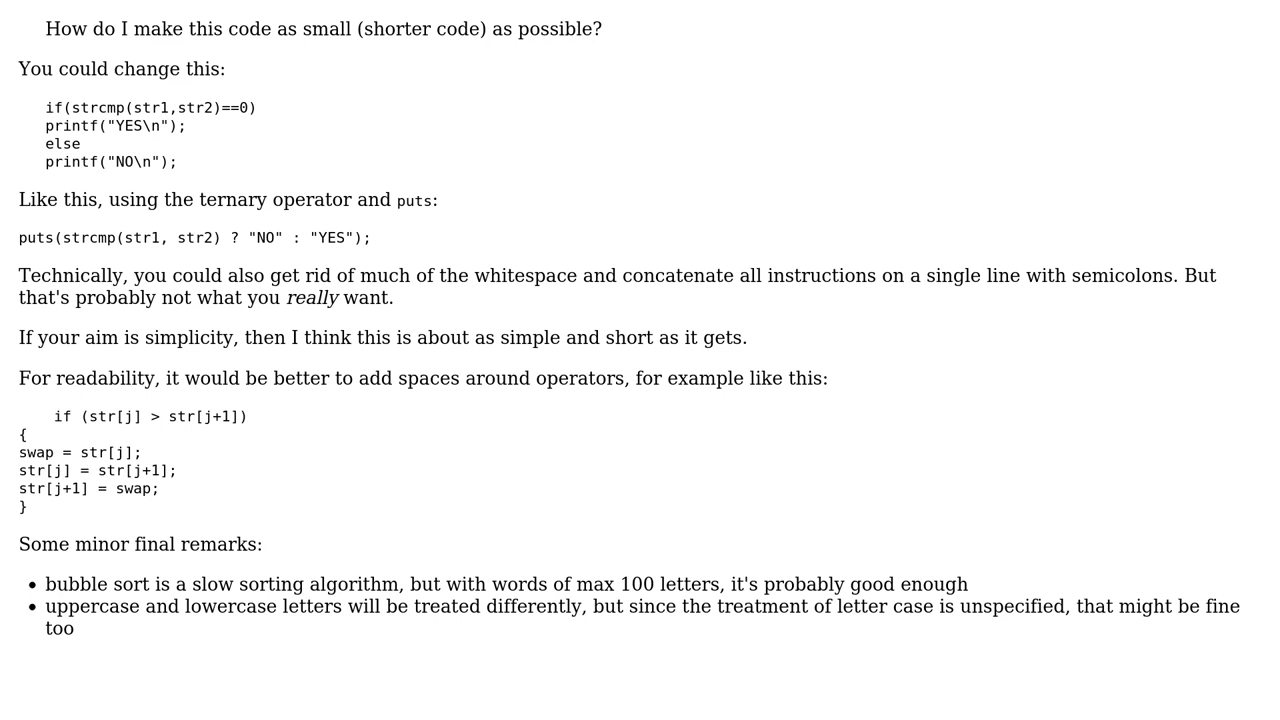 How do I make this code as small (shorter code) as possible?
You could change this:
if(strcmp(str1,str2)==0)
printf("YES\n");
else
printf("NO\n");
Like this, using the ternary operator and puts:
puts(strcmp(str1, str2) ? "NO" : "YES");
Technically, you could also get rid of much of the whitespace and concatenate all instructions on a single line with semicolons. But
that's probably not what you really want.
If your aim is simplicity, then I think this is about as simple and short as it gets.
For readability, it would be better to add spaces around operators, for example like this:
if (str[j] > str[j+1])
{
swap = str[j];
str[j] = str[j+1];
str[j+1] = swap;
}
Some minor final remarks:
• bubble sort is a slow sorting algorithm, but with words of max 100 letters, it's probably good enough
• uppercase and lowercase letters will be treated differently, but since the treatment of letter case is unspecified, that might be fine
too